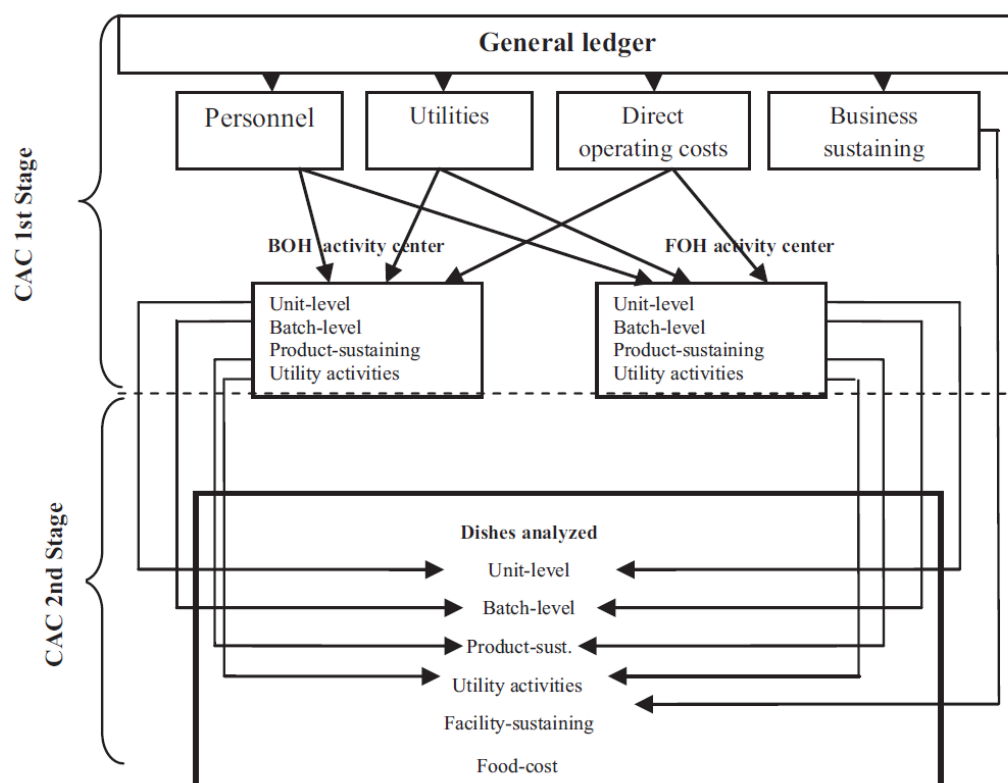 General ledger
Personnel
Utilities
Direct
operating costs
Business
sustaining
CAC 1st Stage
BOH activity center
FOH activity center
Unit-level
Batch-level
Product-sustaining
Utility activities
Unit-level
Batch-level
Product-sustaining
Utility activities
CAC 2nd Stage
Dishes analyzed
Unit-level
Batch-level
Product-sust.
Utility activities
Facility-sustaining
Food-cost